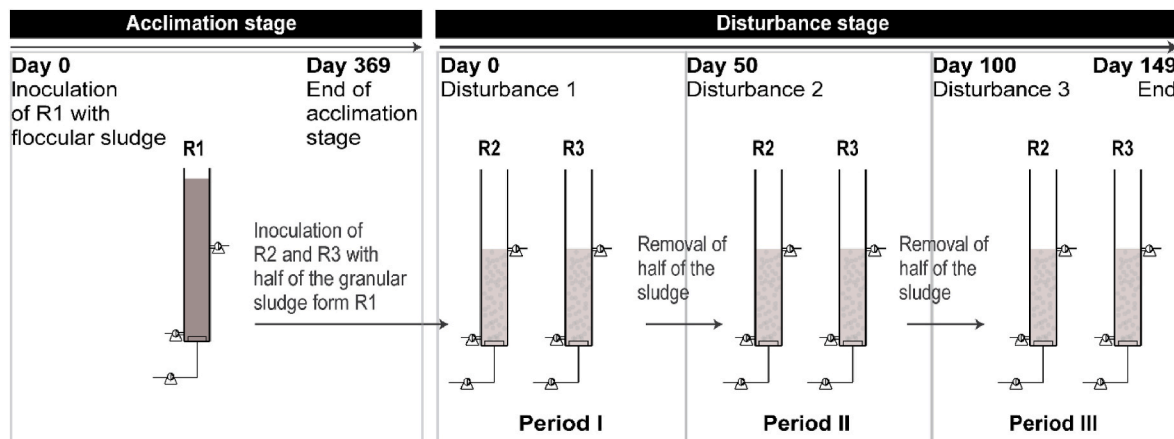 Acclimation stage
Disturbance stage
Day 0
Inoculation
of R1 with
floccular sludge
Day 369
End of
acclimation
stage
Day 0
Disturbance 1
Day 50
Disturbance 2
Day 100
Disturbance 3
Day 149
End
R1
Inoculation of
R2 and R3 with
half of the granular
sludge form R1
R2
R3
Removal of
half of the
sludge
R2
R3
Removal of
half of the
sludge
R2
R3
Period I
Period II
Period III